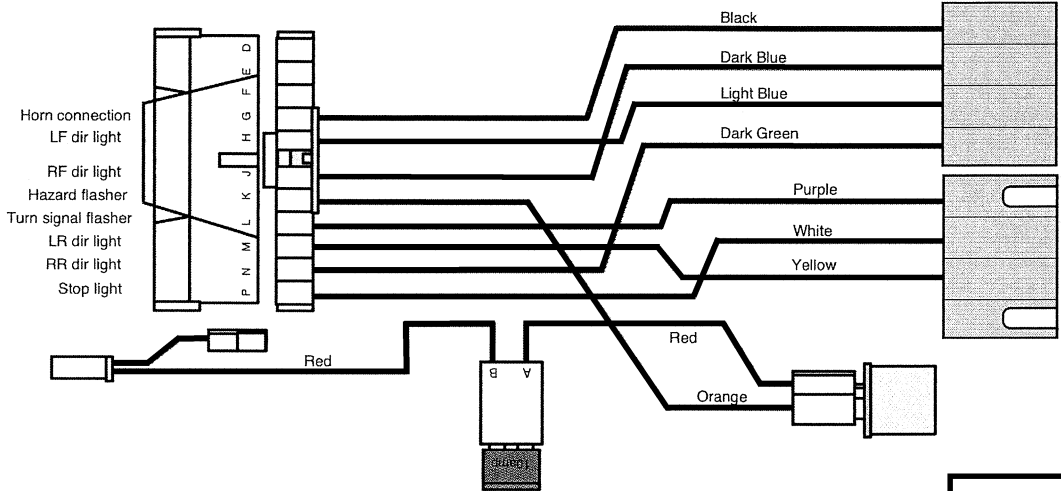 Black
Dark Blue
Light Blue
Dark Green
Purple
White
Yellow
D
E
F
G
H
J
K
L
M
N
P
Horn connection
LF dir light
RF dir light
Hazard flasher
Turn signal flasher
LR dir light
RR dir light
Stop light
Red
B
A
Red
Orange
10amp